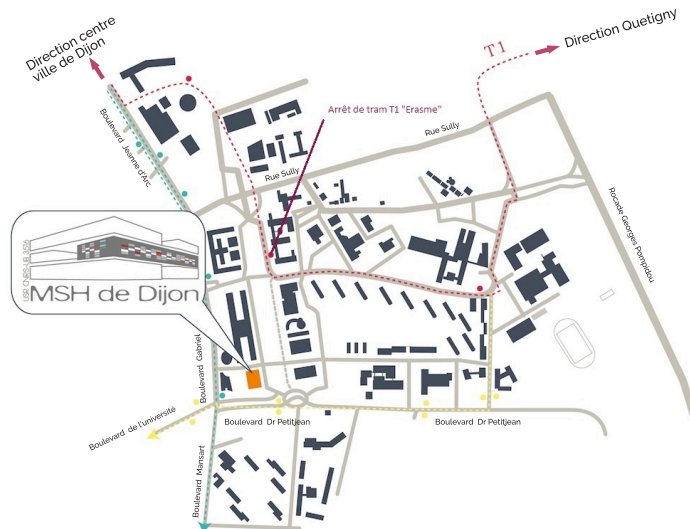 Direction centre
ville de Dijon
T1
Direction Quetigny
Arrêt de tram T1 "Erasme"
Boulevard Jeanne d'Arc
Rue Sully
Rue Sully
Rocade Georges Pompidou
MSH de Dijon
Boulevard Gabriel
Boulevard de l'université
Boulevard Dr Petitjean
Boulevard Dr Petitjean
Boulevard Mansart